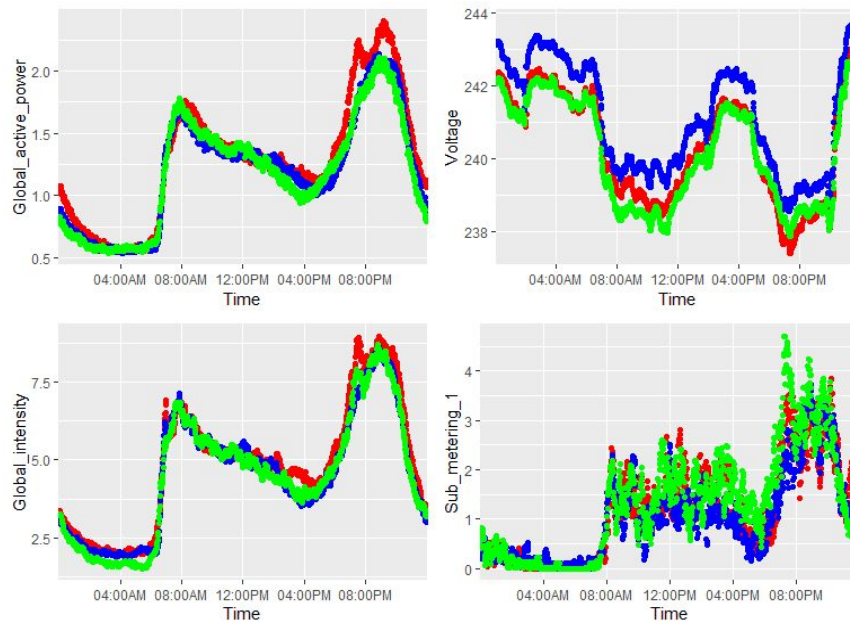 Global_active_power
2.0
1.5
1.0
0.5
04:00AM 08:00AM 12:00PM 04:00PM 08:00PM
Time
Voltage
244
242
240
238
04:00AM 08:00AM 12:00PM 04:00PM 08:00PM
Time
Global_intensity
7.5
5.0
2.5
04:00AM 08:00AM 12:00PM 04:00PM 08:00PM
Time
Sub_metering_1
4
3
2
1
0
04:00AM 08:00AM 12:00PM 04:00PM 08:00PM
Time